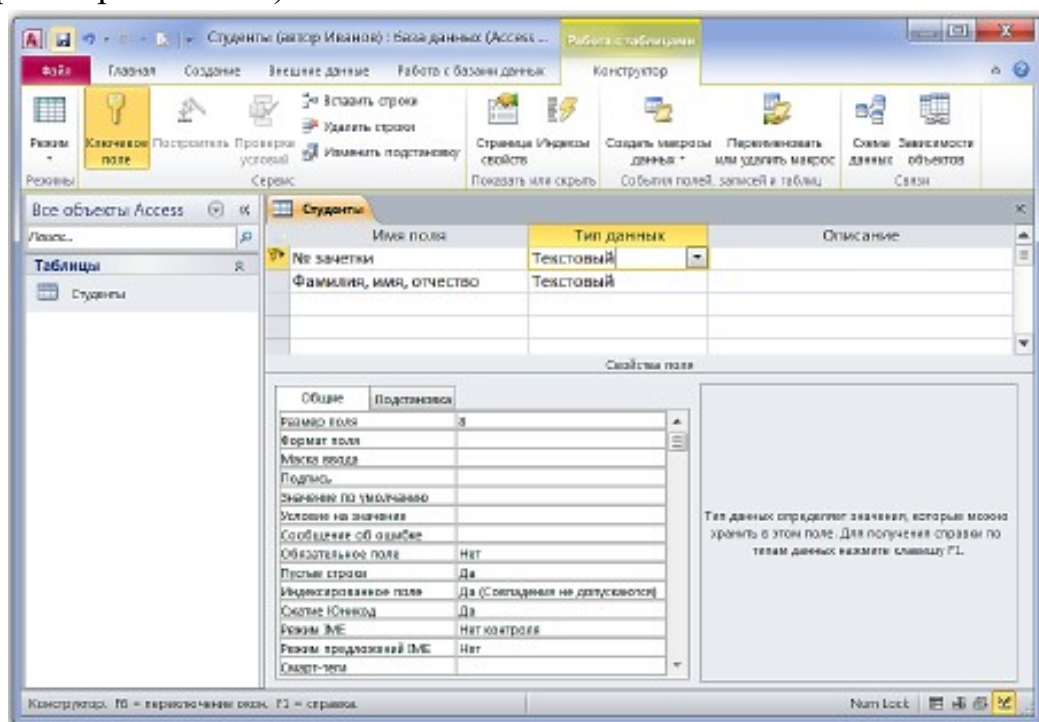 Студенты (автор Иванов) : база данных (Access ...
Работа с таблицами
Файл Главная Создание Внешние данные Работа с базами данных Конструктор
Режим
Ключевое поле
Построитель
Проверка условий
Вставить строки
Удалить строки
Изменить подстановку
Страница свойств
Индексы
Создать макросы данных
Переименовать или удалить макрос
Схема данных
Зависимости объектов
Режимы Сервис Показать или скрыть События полей, записей и таблиц Связи
Все объекты Access
Поиск...
Таблицы
Студенты
Студенты
Имя поля Тип данных Описание
№ зачетки Текстовый
Фамилия, имя, отчество Текстовый
Свойства поля
Общие Подстановка
Размер поля 8
Формат поля
Маска ввода
Подпись
Значение по умолчанию
Условие на значение
Сообщение об ошибке
Обязательное поле Нет
Пустые строки Да
Индексированное поле Да (Совпадения не допускаются)
Сжатие Юникод Да
Режим IME Нет контроля
Режим предложений IME Нет
Смарт-теги
Тип данных определяет значения, которые можно
хранить в этом поле. Для получения справки по
типам данных нажмите клавишу F1.
Конструктор. F6 = переключение окон. F1 = справка. Num Lock